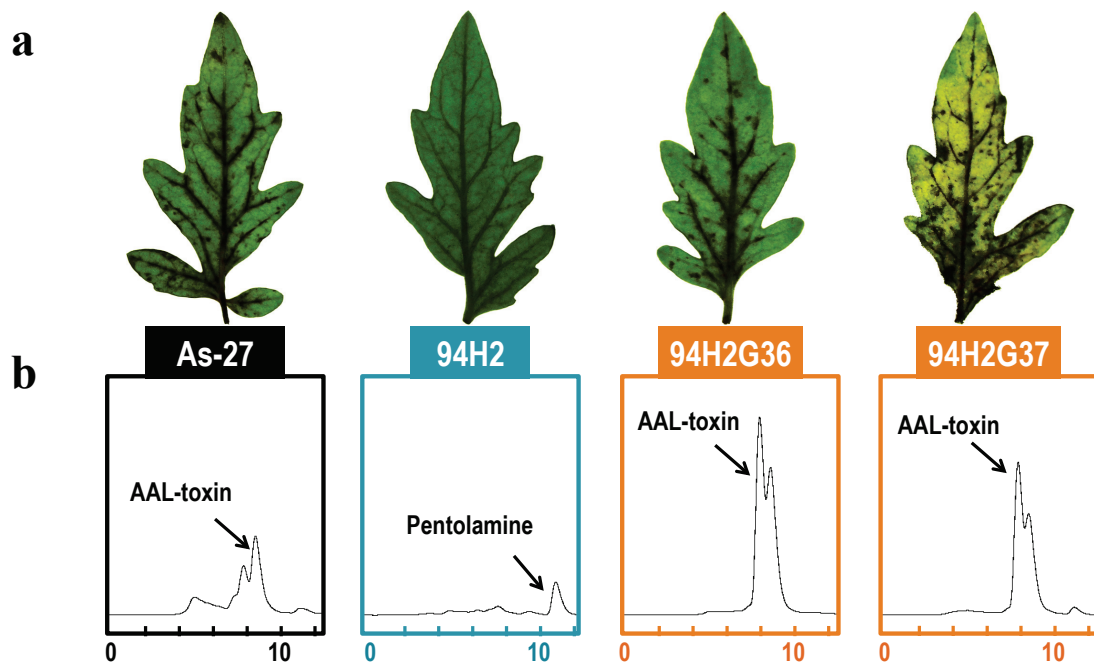 a
As-27 94H2 94H2G36 94H2G37
b
AAL-toxin
Pentolamine
AAL-toxin
AAL-toxin
0 10 0 10 0 10 0 10